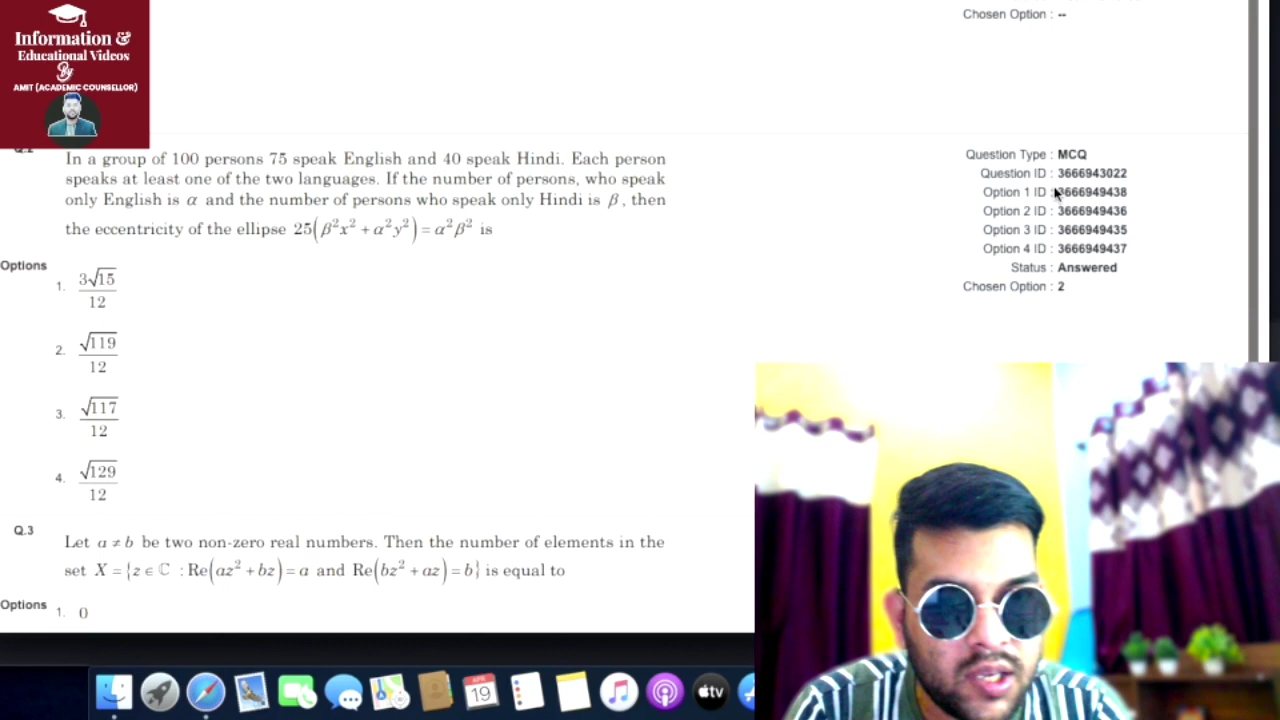 Information &
Educational Videos
By
AMIT (ACADEMIC COUNSELLOR)
Chosen Option : --
Q.2
In a group of 100 persons 75 speak English and 40 speak Hindi. Each person
speaks at least one of the two languages. If the number of persons, who speak
only English is α and the number of persons who speak only Hindi is β, then
the eccentricity of the ellipse 25(β²x² + α²y²) = α²β² is
Question Type : MCQ
Question ID : 3666943022
Option 1 ID : 3666949438
Option 2 ID : 3666949436
Option 3 ID : 3666949435
Option 4 ID : 3666949437
Status : Answered
Chosen Option : 2
Options
1. 3√15/12
2. √119/12
3. √117/12
4. √129/12
Q.3
Let a ≠ b be two non-zero real numbers. Then the number of elements in the
set X = {z ∈ ℂ : Re(az² + bz) = a and Re(bz² + az) = b} is equal to
Options
1. 0
APR
19
tv